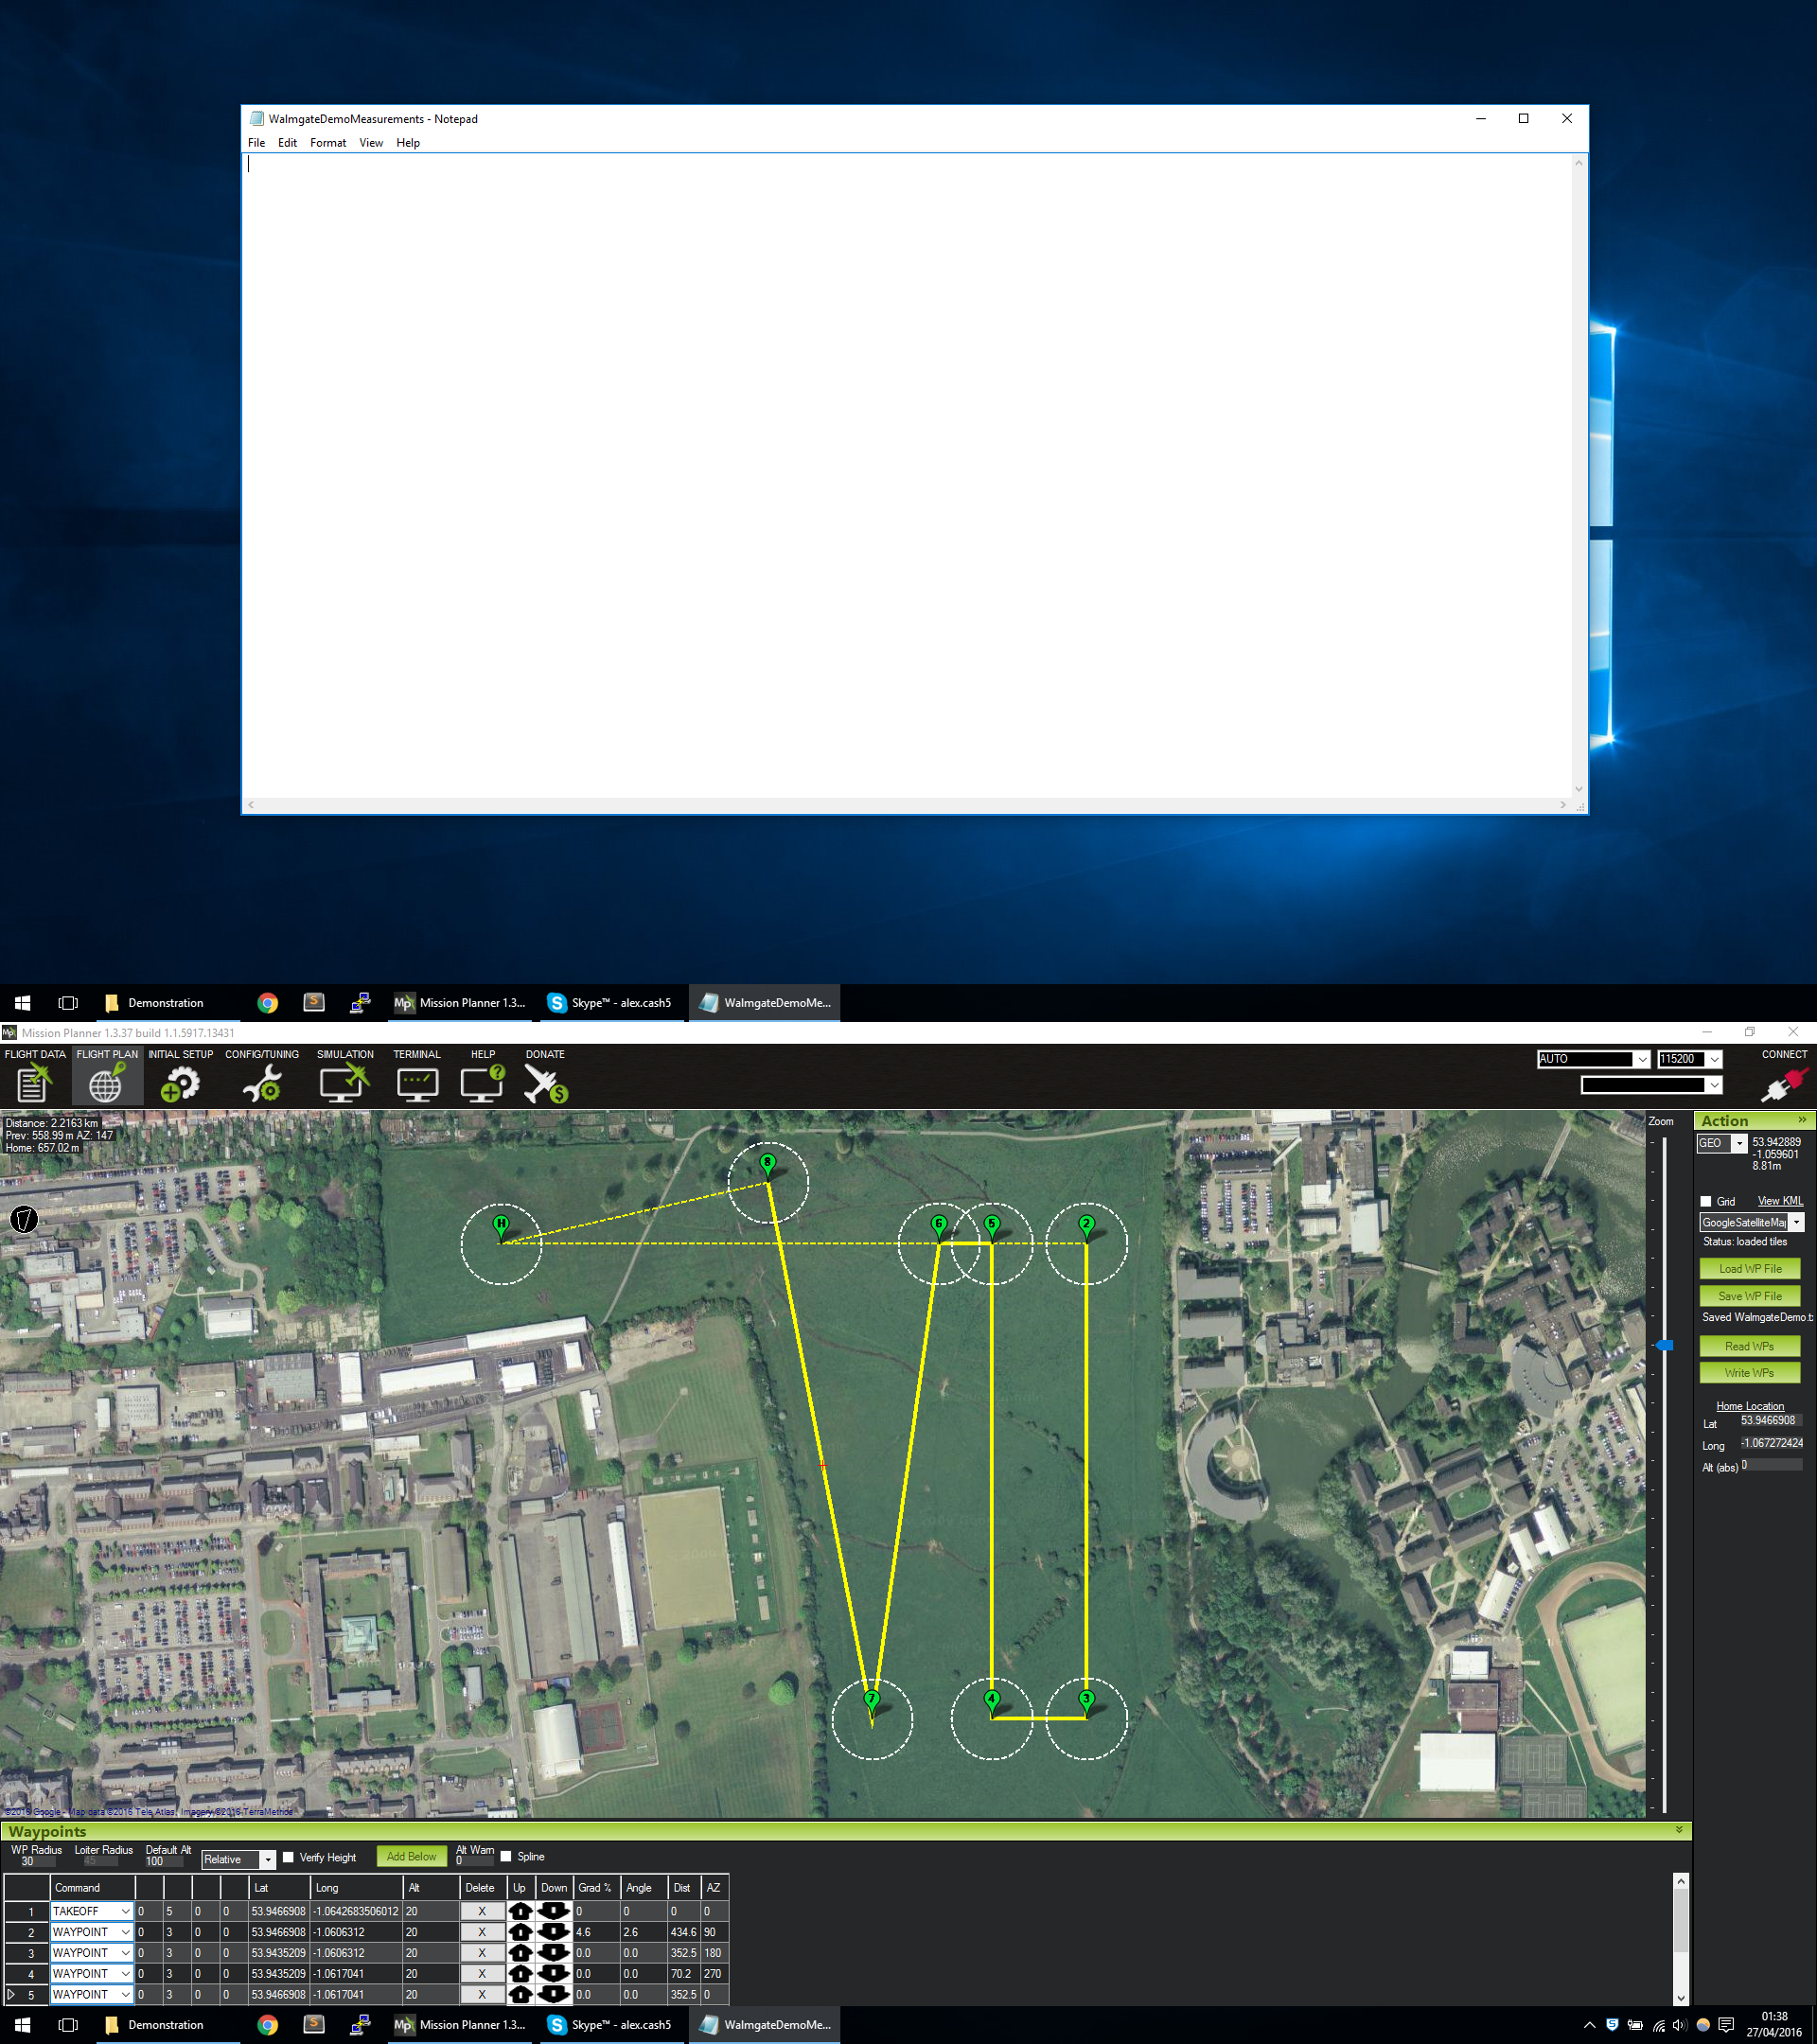 WalmgateDemoMeasurements - Notepad
File Edit Format View Help
Demonstration
Mission Planner 1.3...
Skype™ - alex.cash5
WalmgateDemoMe...
Mission Planner 1.3.37 build 1.1.5917.13431
FLIGHT DATA FLIGHT PLAN INITIAL SETUP CONFIG/TUNING SIMULATION TERMINAL HELP DONATE
AUTO 115200 CONNECT
Distance: 2.2163 km
Prev: 558.99 m AZ: 147
Home: 657.02 m
H 8 6 5 2
7 4 3
©2016 Google - Map data ©2016 Tele Atlas, Imagery ©2016 TerraMetrics
Zoom
Action
GEO 53.942889
-1.059601
8.81m
Grid View KML
GoogleSatelliteMap
Status: loaded tiles
Load WP File
Save WP File
Saved WalmgateDemo.t
Read WPs
Write WPs
Home Location
Lat 53.9466908
Long -1.067272424
Alt (abs) 0
Waypoints
WP Radius Loiter Radius Default Alt Alt Warn
30 45 100 Relative Verify Height Add Below 0 Spline
Command Lat Long Alt Delete Up Down Grad % Angle Dist AZ
1 TAKEOFF 0 5 0 0 53.9466908 -1.0642683506012 20 X 0 0 0 0
2 WAYPOINT 0 3 0 0 53.9466908 -1.0606312 20 X 4.6 2.6 434.6 90
3 WAYPOINT 0 3 0 0 53.9435209 -1.0606312 20 X 0.0 0.0 352.5 180
4 WAYPOINT 0 3 0 0 53.9435209 -1.0617041 20 X 0.0 0.0 70.2 270
5 WAYPOINT 0 3 0 0 53.9466908 -1.0617041 20 X 0.0 0.0 352.5 0
Demonstration
Mission Planner 1.3...
Skype™ - alex.cash5
WalmgateDemoMe...
01:38
27/04/2016